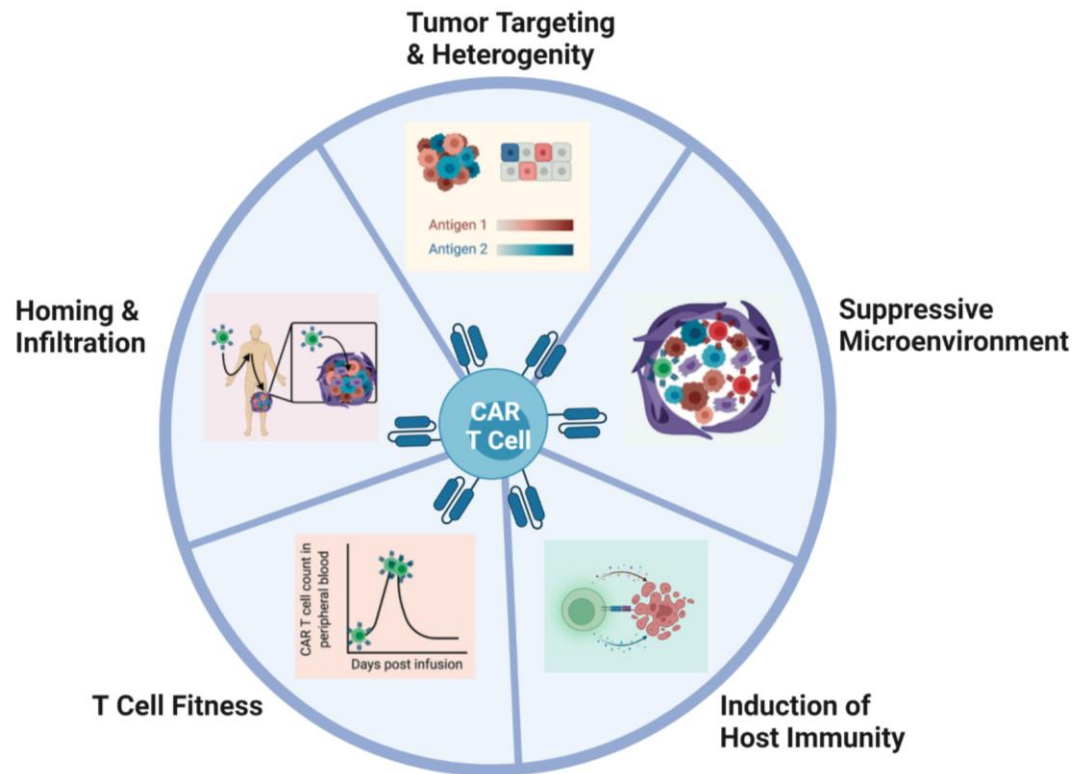 Tumor Targeting
& Heterogenity
Antigen 1
Antigen 2
Homing &
Infiltration
Suppressive
Microenvironment
CAR
T Cell
CAR T cell count in
peripheral blood
Days post infusion
T Cell Fitness
Induction of
Host Immunity